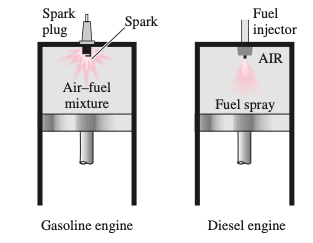 Spark
plug
Spark
Air–fuel
mixture
Gasoline engine
Fuel
injector
AIR
Fuel spray
Diesel engine